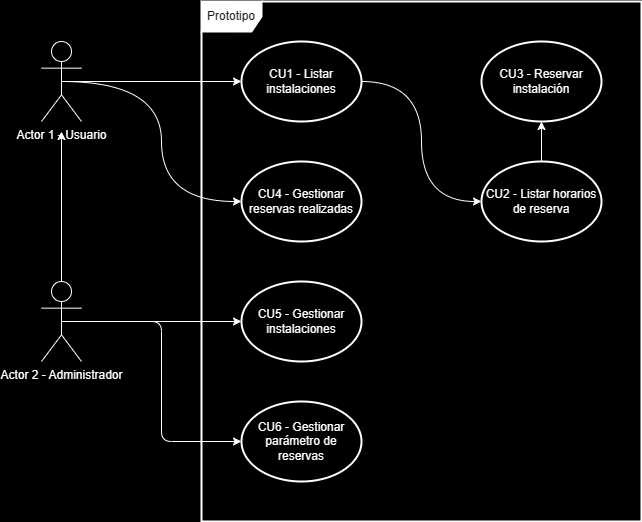 Prototipo
CU1 - Listar
instalaciones
CU3 - Reservar
instalación
Actor 1 - Usuario
CU4 - Gestionar
reservas realizadas
CU2 - Listar horarios
de reserva
CU5 - Gestionar
instalaciones
Actor 2 - Administrador
CU6 - Gestionar
parámetro de
reservas